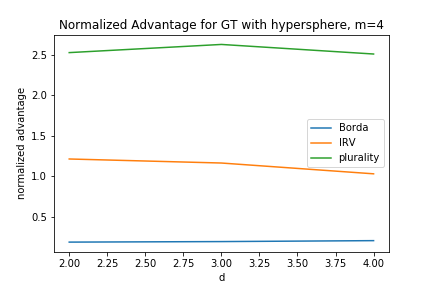 Normalized Advantage for GT with hypersphere, m=4
normalized advantage
2.5
2.0
1.5
1.0
0.5
Borda
IRV
plurality
2.00 2.25 2.50 2.75 3.00 3.25 3.50 3.75 4.00
d